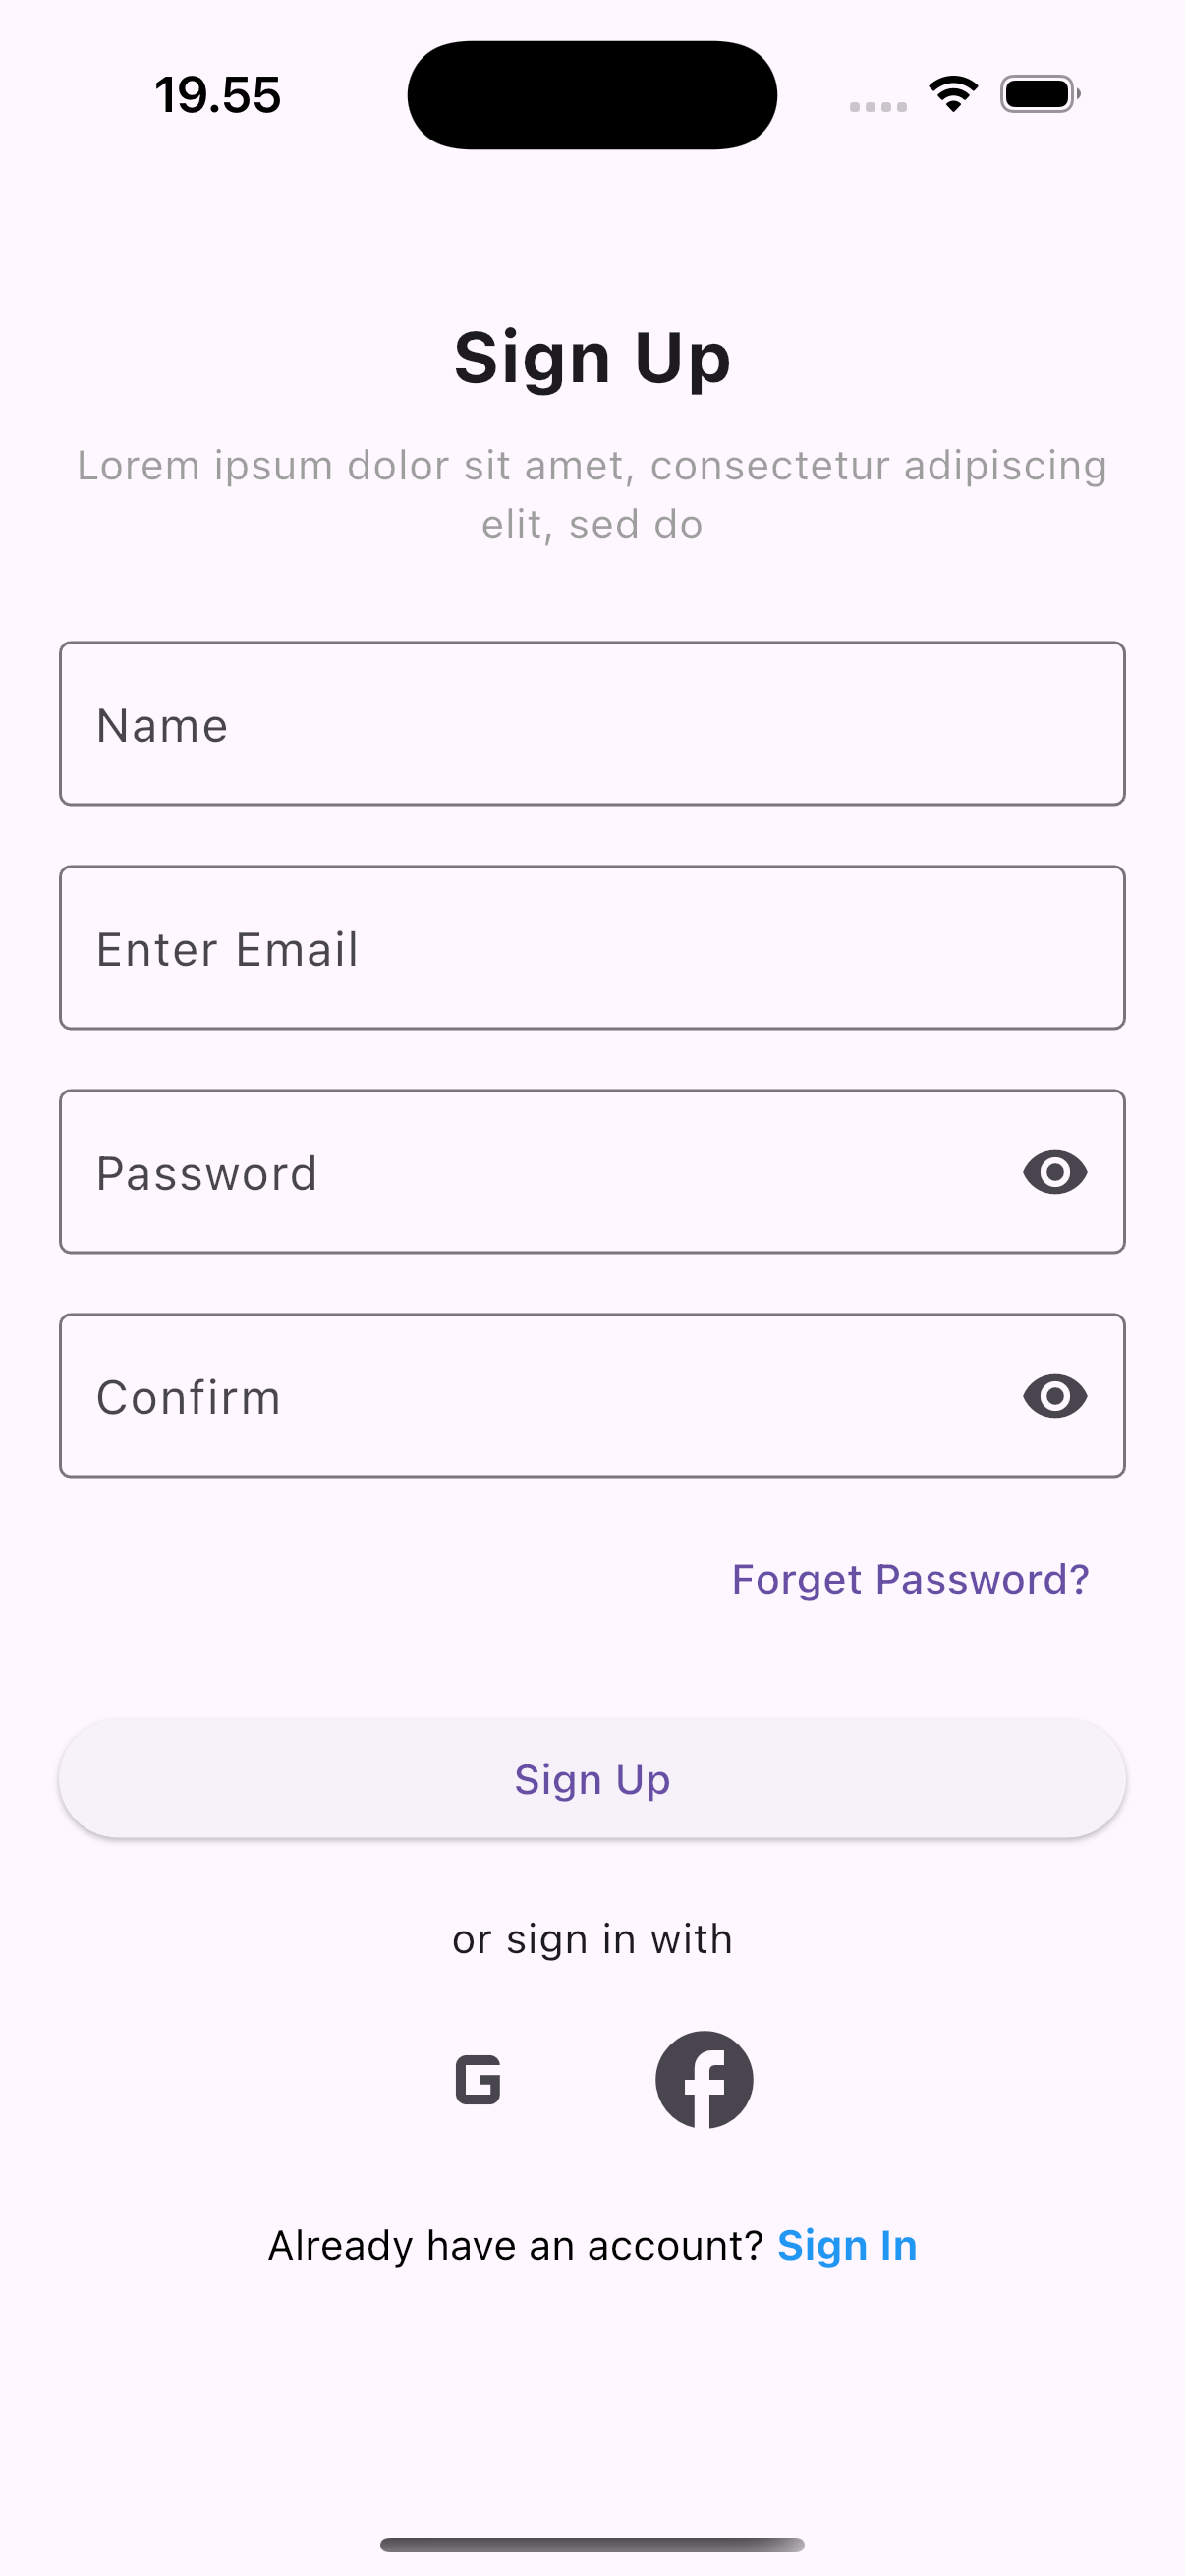 19.55
Sign Up
Lorem ipsum dolor sit amet, consectetur adipiscing
elit, sed do
Name
Enter Email
Password
Confirm
Forget Password?
Sign Up
or sign in with
G f
Already have an account? Sign In